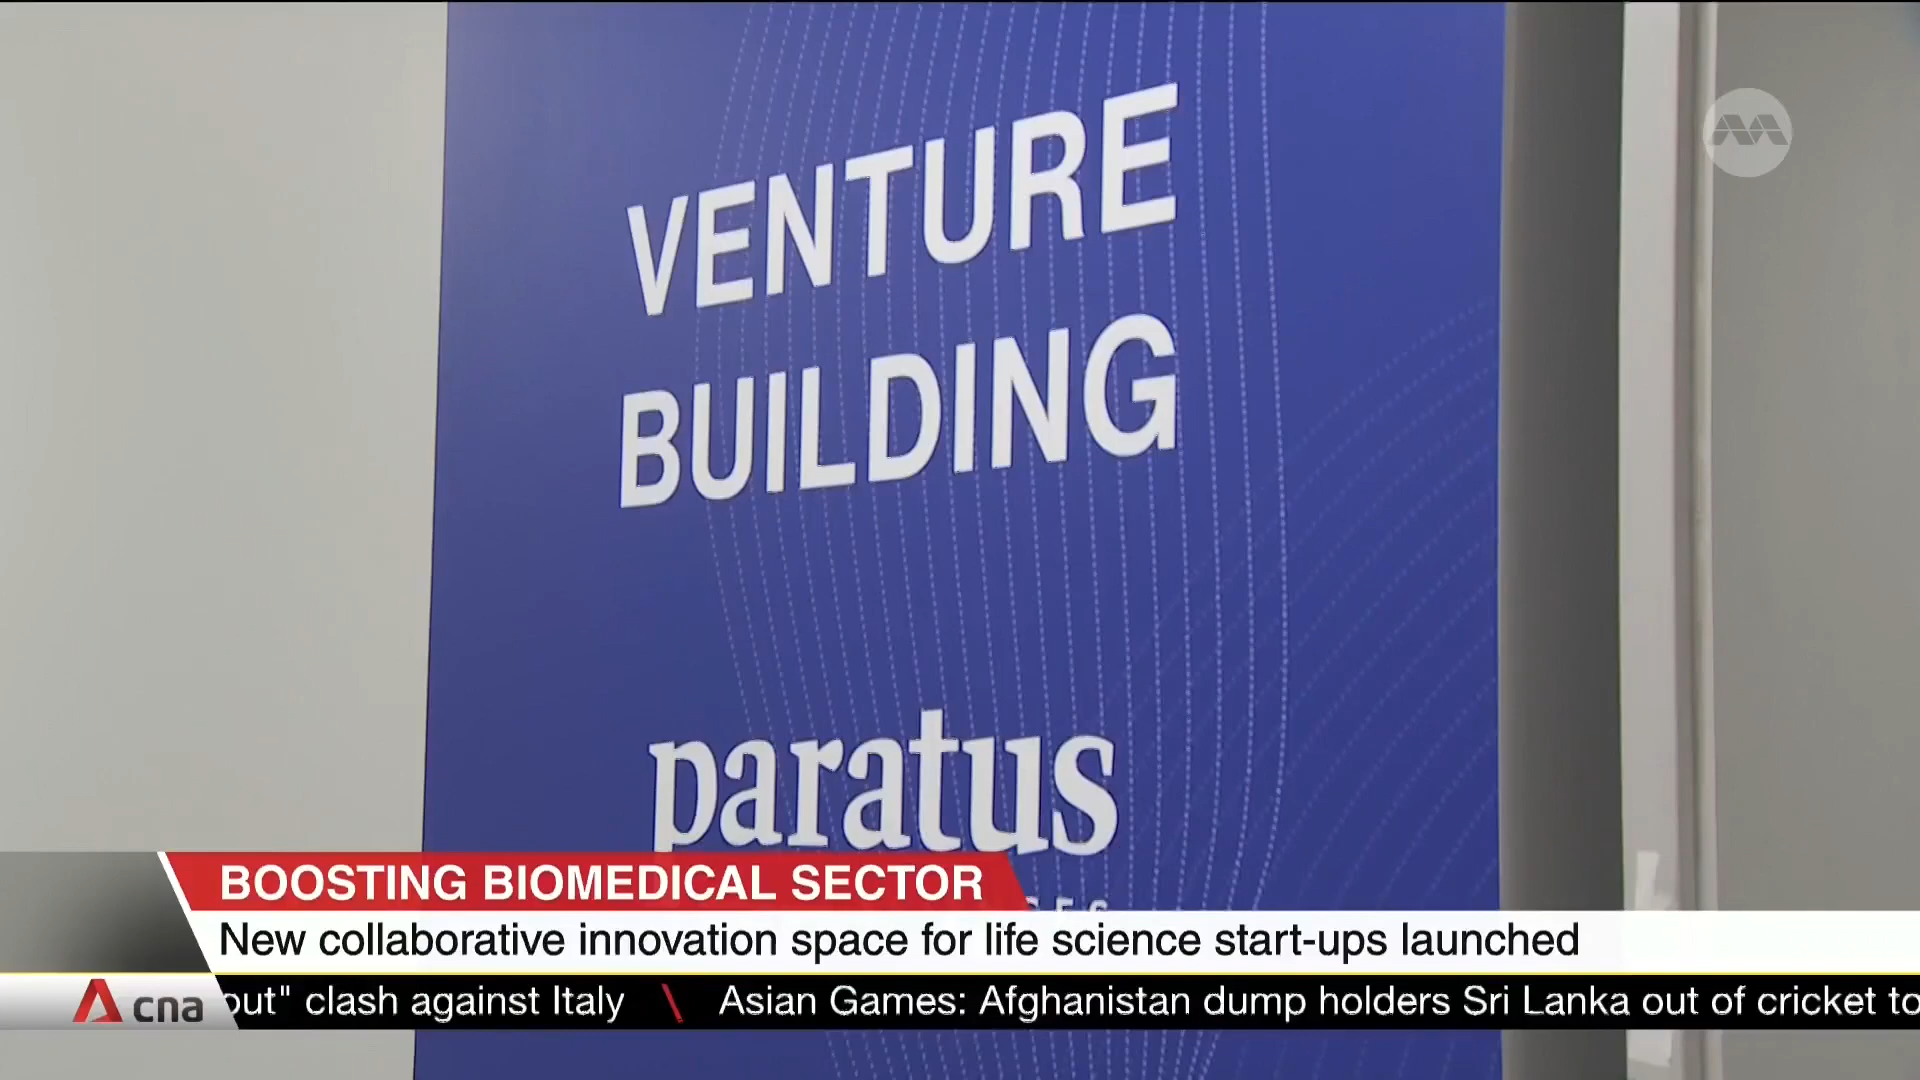 VENTURE
BUILDING
paratus
BOOSTING BIOMEDICAL SECTOR
New collaborative innovation space for life science start-ups launched
cna
out" clash against Italy \ Asian Games: Afghanistan dump holders Sri Lanka out of cricket to